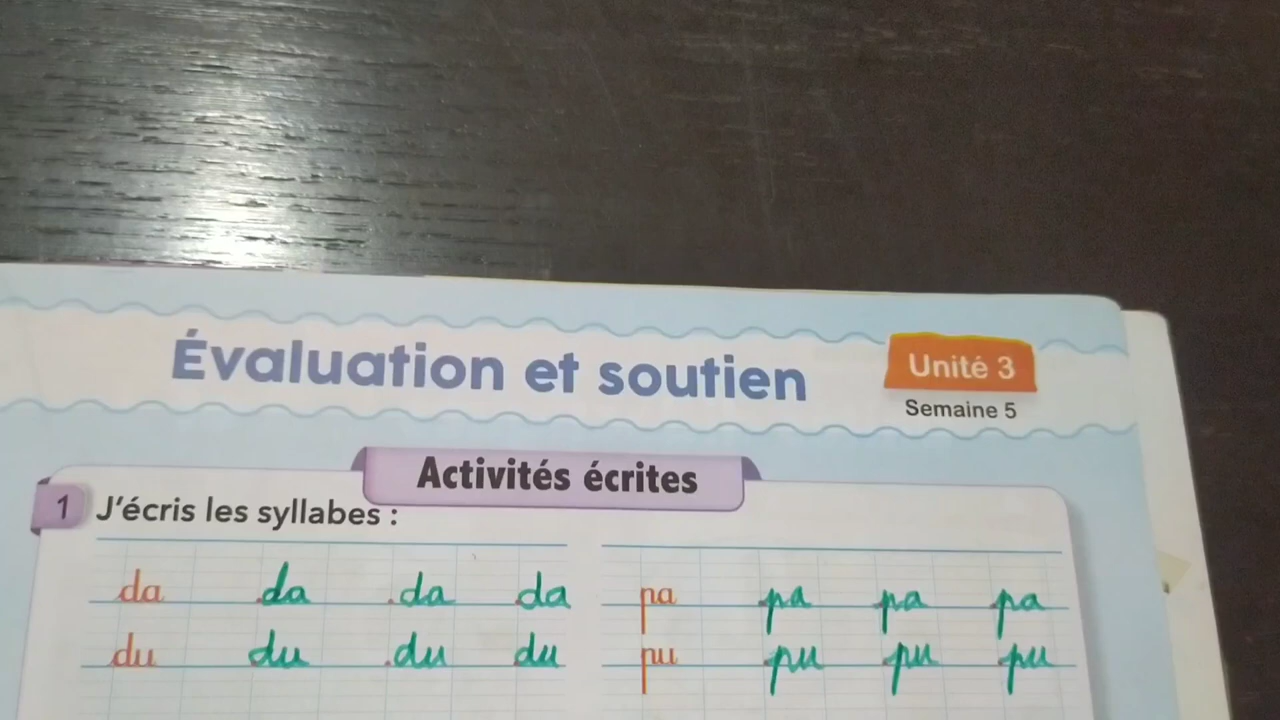 Évaluation et soutien
Unité 3
Semaine 5
Activités écrites
1 J'écris les syllabes :
da da da da pa pa pa pa
du du du du pu pu pu pu